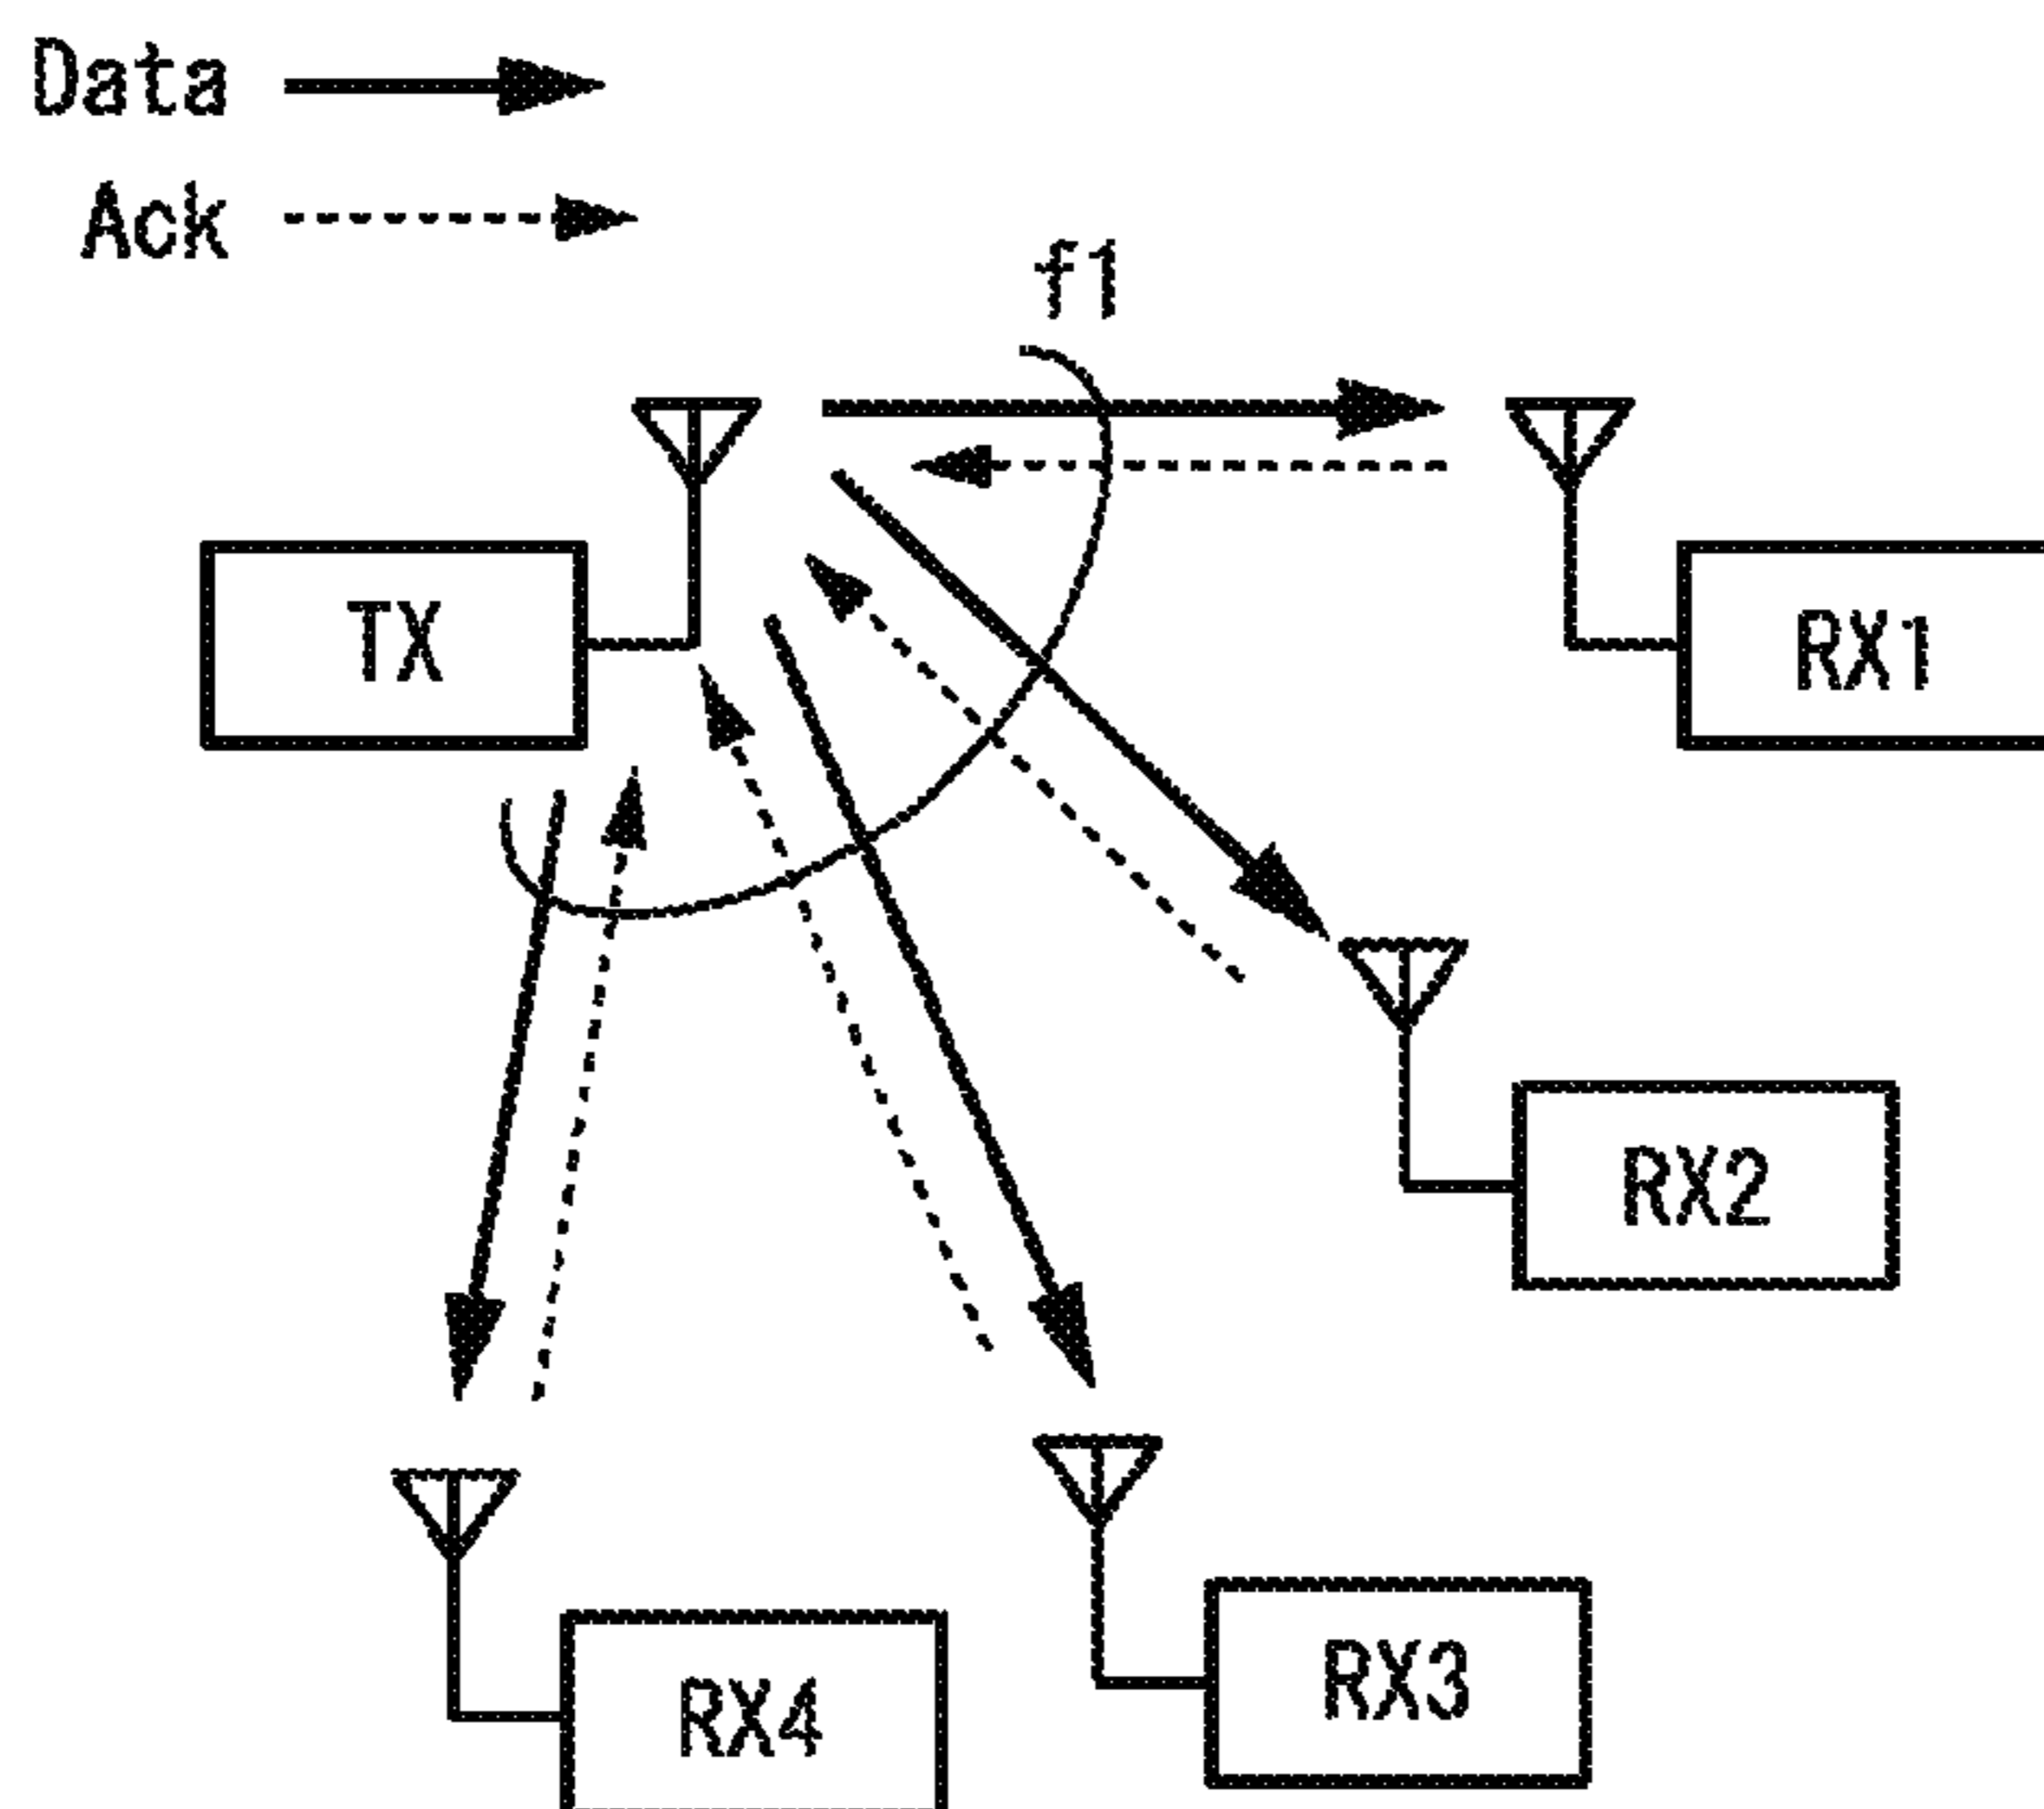 Data
Ack
f1
TX
RX1
RX2
RX3
RX4